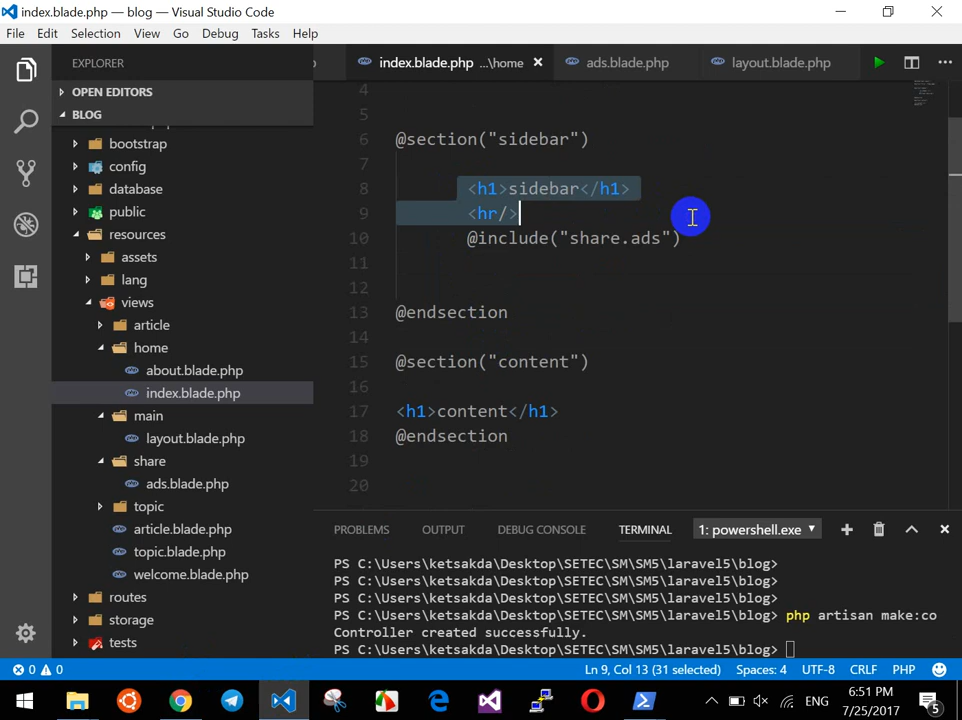 index.blade.php — blog — Visual Studio Code
File Edit Selection View Go Debug Tasks Help
EXPLORER
index.blade.php ...\home
ads.blade.php
layout.blade.php
OPEN EDITORS
BLOG
bootstrap
config
database
public
resources
assets
lang
views
article
home
about.blade.php
index.blade.php
main
layout.blade.php
share
ads.blade.php
topic
article.blade.php
topic.blade.php
welcome.blade.php
routes
storage
tests
4
5
6 @section("sidebar")
7
8 <h1>sidebar</h1>
9 <hr/>
10 @include("share.ads")
11
12
13 @endsection
14
15 @section("content")
16
17 <h1>content</h1>
18 @endsection
19
20
PROBLEMS OUTPUT DEBUG CONSOLE TERMINAL 1: powershell.exe
PS C:\Users\ketsakda\Desktop\SETEC\SM\SM5\laravel5\blog>
PS C:\Users\ketsakda\Desktop\SETEC\SM\SM5\laravel5\blog>
PS C:\Users\ketsakda\Desktop\SETEC\SM\SM5\laravel5\blog>
PS C:\Users\ketsakda\Desktop\SETEC\SM\SM5\laravel5\blog> php artisan make:co
Controller created successfully.
PS C:\Users\ketsakda\Desktop\SETEC\SM\SM5\laravel5\blog>
0 0 Ln 9, Col 13 (31 selected) Spaces: 4 UTF-8 CRLF PHP
ENG
6:51 PM
7/25/2017
5